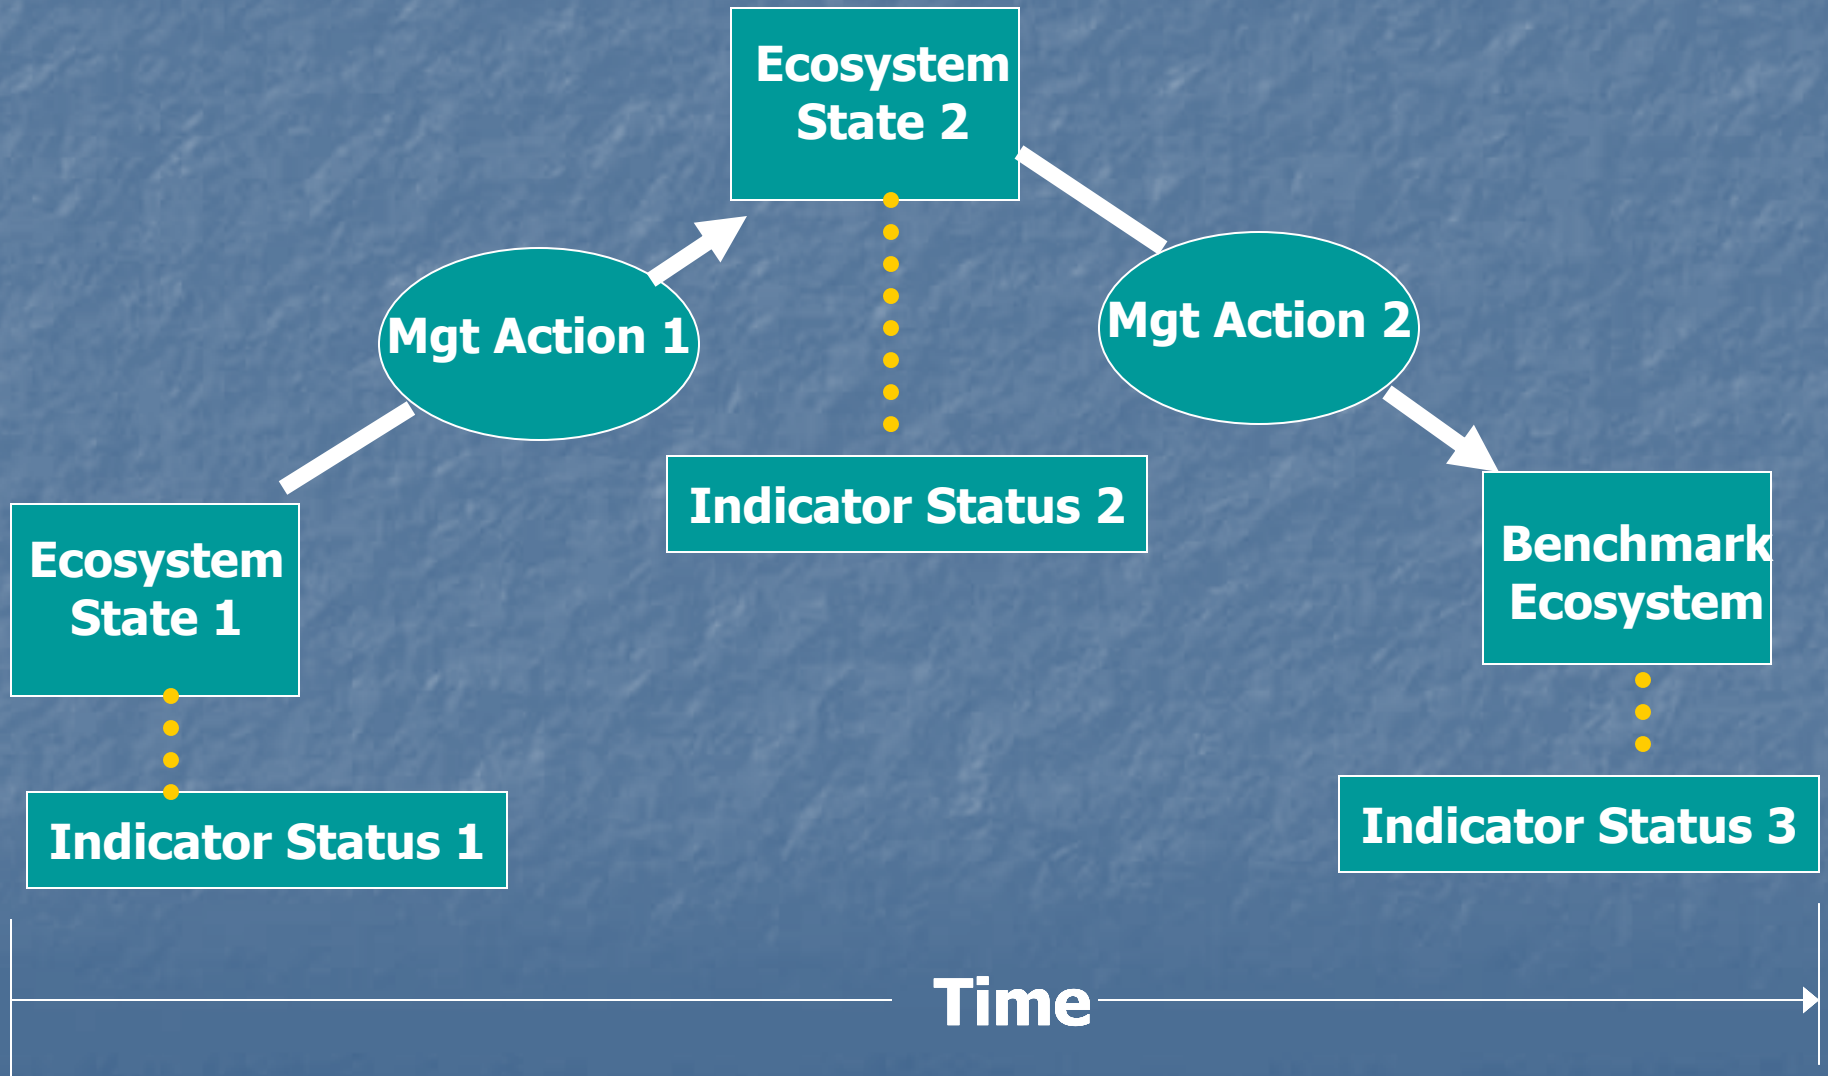 Ecosystem
State 2
Mgt Action 1
Mgt Action 2
Indicator Status 2
Ecosystem
State 1
Benchmark
Ecosystem
Indicator Status 1
Indicator Status 3
Time